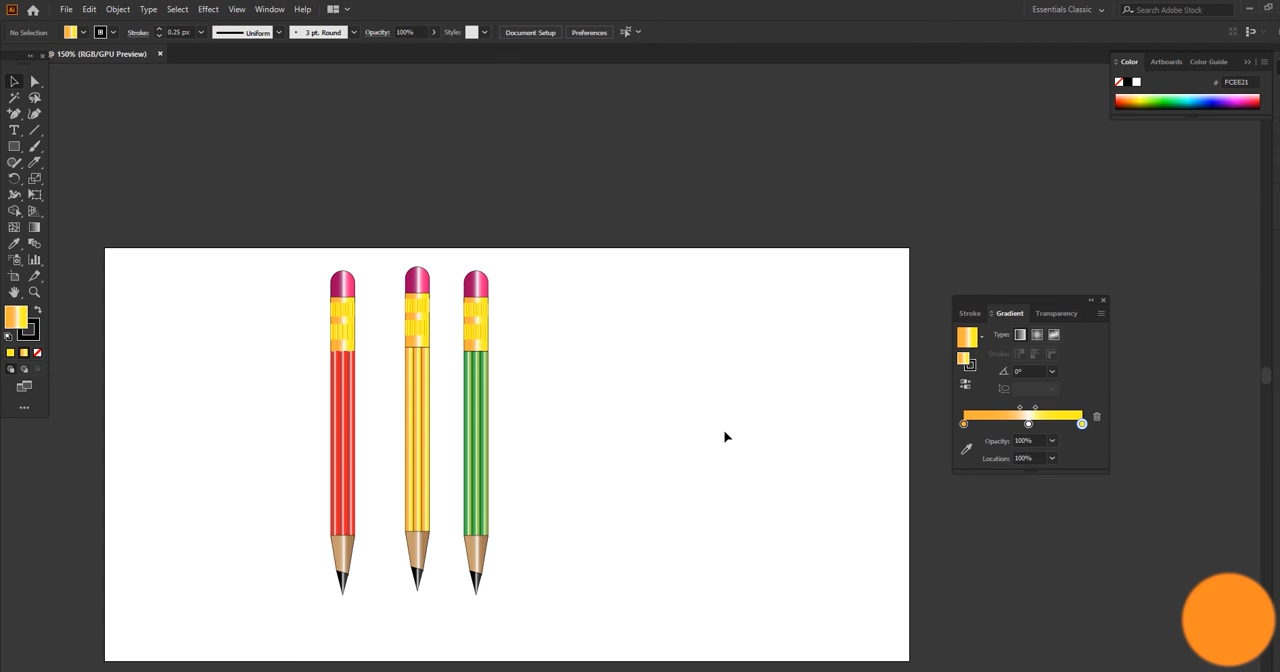 Ai File Edit Object Type Select Effect View Window Help Essentials Classic Search Adobe Stock
No Selection Stroke: 0.25 px Uniform 3 pt. Round Opacity: 100% Style: Document Setup Preferences
@ 150% (RGB/GPU Preview) ×
Color Artboards Color Guide
# FCEE21
Stroke Gradient Transparency
Type:
Stroke:
0°
Opacity: 100%
Location: 100%